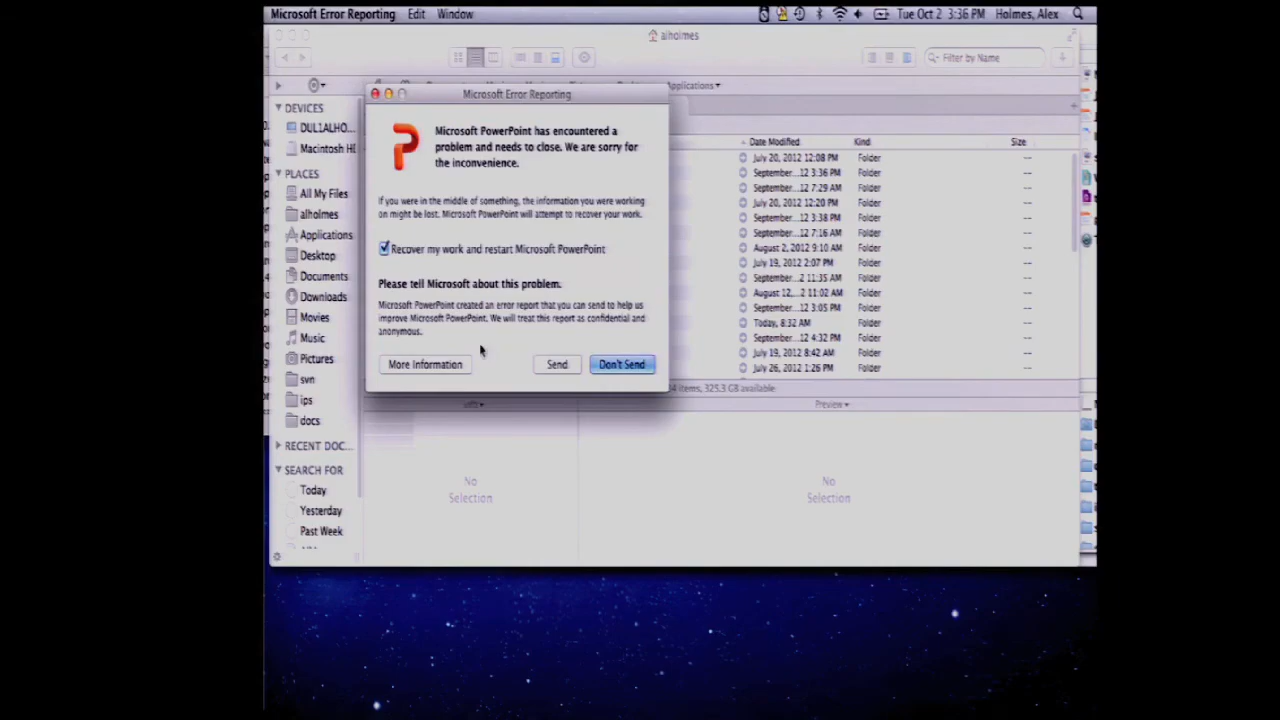 Microsoft Error Reporting Edit Window Tue Oct 2 3:36 PM Holmes, Alex
alholmes
Filter by Name
Applications
Microsoft Error Reporting
Microsoft PowerPoint has encountered a
problem and needs to close. We are sorry for
the inconvenience.
If you were in the middle of something, the information you were working
on might be lost. Microsoft PowerPoint will attempt to recover your work.
Recover my work and restart Microsoft PowerPoint
Please tell Microsoft about this problem.
Microsoft PowerPoint created an error report that you can send to help us
improve Microsoft PowerPoint. We will treat this report as confidential and
anonymous.
More Information Send Don't Send
DEVICES
DULIALHO...
Macintosh HD
PLACES
All My Files
alholmes
Applications
Desktop
Documents
Downloads
Movies
Music
Pictures
svn
ips
docs
RECENT DOC...
SEARCH FOR
Today
Yesterday
Past Week
Date Modified Kind Size
July 20, 2012 12:08 PM Folder --
September...12 3:36 PM Folder --
September...12 7:29 AM Folder --
July 20, 2012 12:20 PM Folder --
September...12 3:38 PM Folder --
September...12 7:16 AM Folder --
August 2, 2012 9:10 AM Folder --
July 19, 2012 2:07 PM Folder --
September...2 11:35 AM Folder --
August 12,...2 11:02 AM Folder --
September...12 3:05 PM Folder --
Today, 8:32 AM Folder --
September...12 4:32 PM Folder --
July 19, 2012 8:42 AM Folder --
July 26, 2012 1:26 PM Folder --
items, 325.3 GB available
Preview
No
Selection
No
Selection